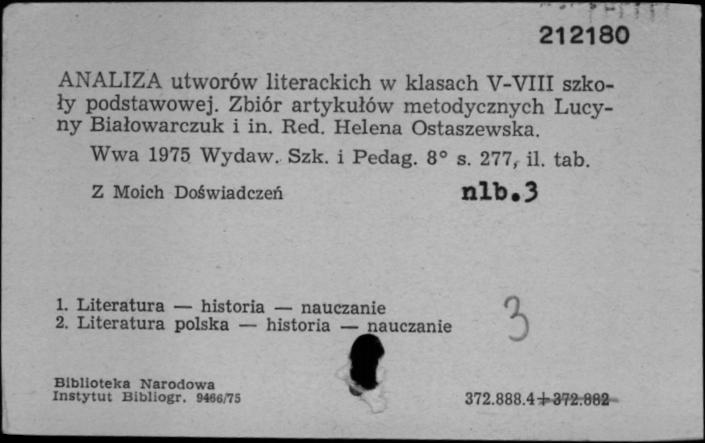 212180
ANALIZA utworów literackich w klasach V-VIII szko-
ły podstawowej. Zbiór artykułów metodycznych Lucy-
ny Białowarczuk i in. Red. Helena Ostaszewska.
Wwa 1975 Wydaw. Szk. i Pedag. 8° s. 277, il. tab.
Z Moich Doświadczeń nlb.3
1. Literatura — historia — nauczanie
2. Literatura polska — historia — nauczanie
3
Biblioteka Narodowa
Instytut Bibliogr. 9466/75 372.888.4+372.882